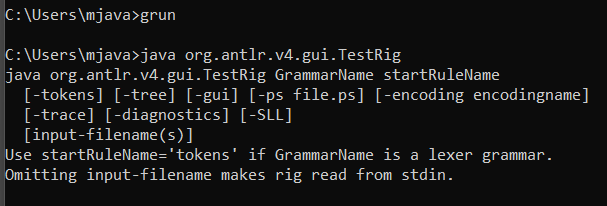 C:\Users\mjava>grun
C:\Users\mjava>java org.antlr.v4.gui.TestRig
java org.antlr.v4.gui.TestRig GrammarName startRuleName
  [-tokens] [-tree] [-gui] [-ps file.ps] [-encoding encodingname]
  [-trace] [-diagnostics] [-SLL]
  [input-filename(s)]
Use startRuleName='tokens' if GrammarName is a lexer grammar.
Omitting input-filename makes rig read from stdin.